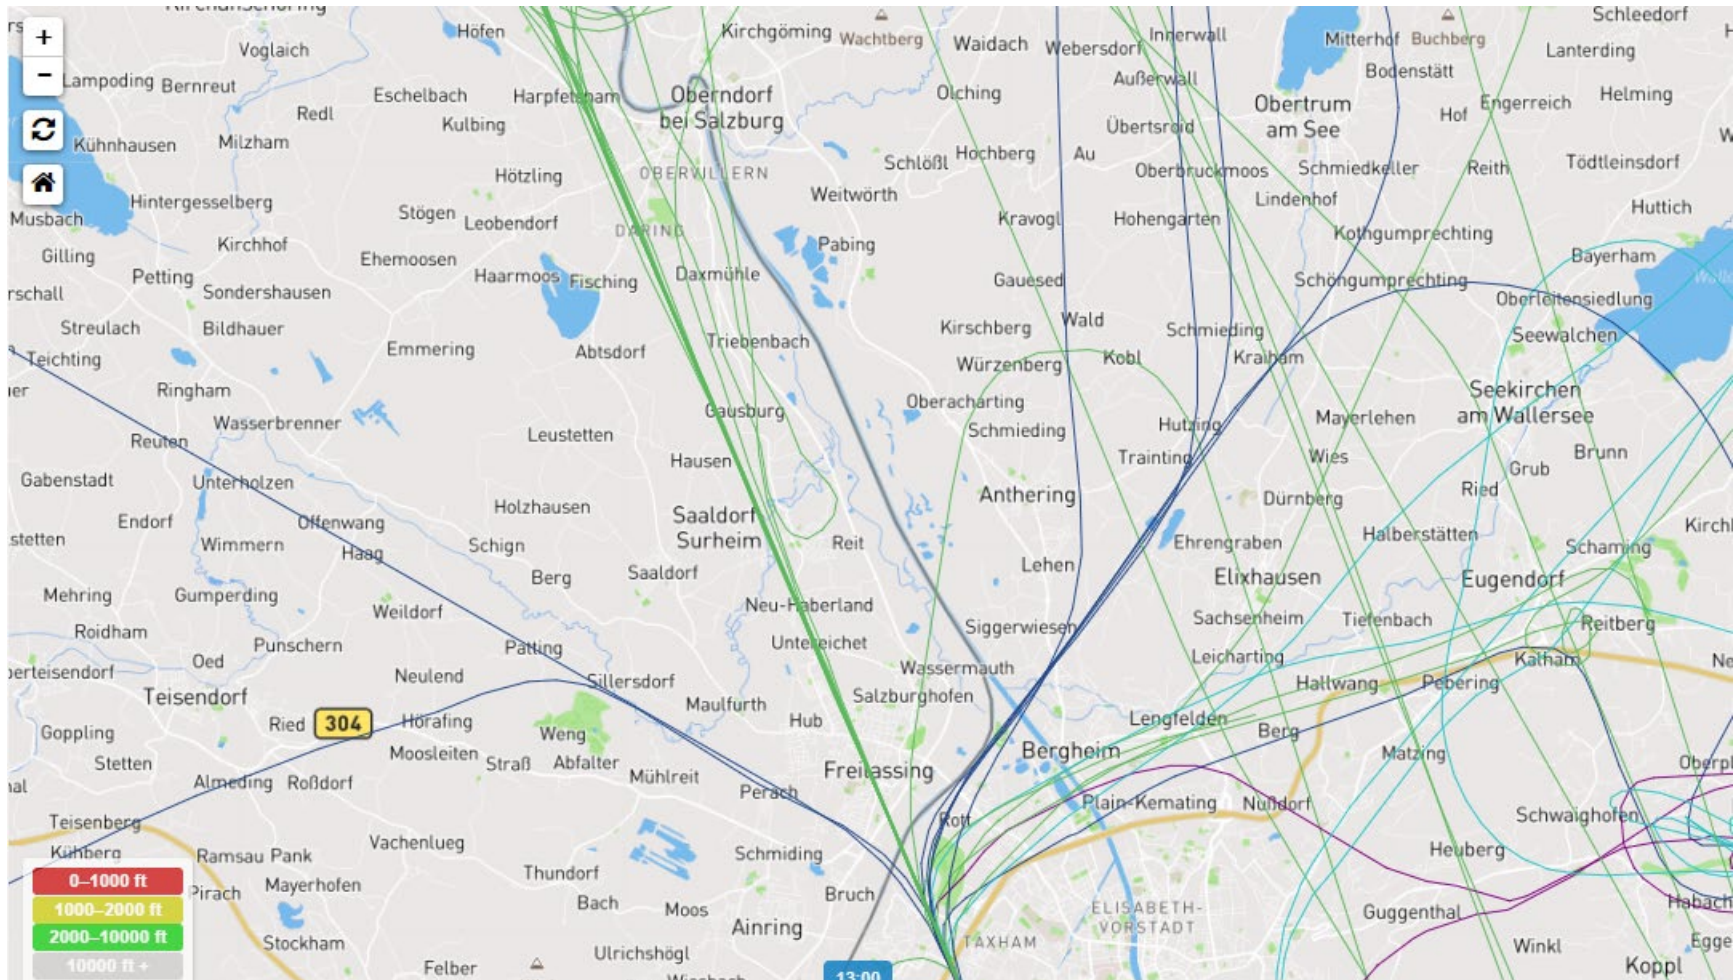 Voglaich
Höfen
Kirchgöming
Wachtberg
Waidach
Webersdorf
Innerwall
Mitterhof
Buchberg
Schleedorf
Lanterding
+
−
Lampoding
Bernreut
Eschelbach
Harpfetsham
Oberndorf
bei Salzburg
Olching
Außerwall
Bodenstätt
Obertrum
am See
Hof
Engerreich
Helming
Redl
Kulbing
Übertsroid
Kühnhausen
Milzham
Schlößl
Hochberg
Au
Oberbruckmoos
Schmiedkeller
Reith
Tödtleinsdorf
Hötzling
OBERVILLERN
Weitwörth
Lindenhof
Hintergesselberg
Musbach
Stögen
Leobendorf
DARING
Kravogl
Hohengarten
Huttich
Kothgumprechting
Gilling
Kirchhof
Ehemoosen
Pabing
Bayerham
Petting
Haarmoos
Fisching
Daxmühle
Gauesed
Schöngumprechting
rschall
Sondershausen
Oberleitensiedlung
Streulach
Bildhauer
Kirschberg
Wald
Schmieding
Seewalchen
Teichting
Emmering
Abtsdorf
Triebenbach
Würzenberg
Kobl
Kraiham
Ringham
Seekirchen
am Wallersee
Gausburg
Oberacharting
Wasserbrenner
Reuten
Leustetten
Schmieding
Hutzing
Mayerlehen
Hausen
Trainting
Wies
Grub
Brunn
Gabenstadt
Unterholzen
Holzhausen
Anthering
Dürnberg
Ried
Endorf
Offenwang
Saaldorf
Surheim
Halberstätten
stetten
Wimmern
Haag
Schign
Reit
Ehrengraben
Schaming
Berg
Saaldorf
Lehen
Elixhausen
Eugendorf
Mehring
Gumperding
Weildorf
Neu-Haberland
Siggerwiesen
Sachsenheim
Tiefenbach
Reitberg
Roidham
Punschern
Patting
Untereichet
Leicharting
Kalham
berteisendorf
Oed
Neulend
Sillersdorf
Wassermauth
Salzburghofen
Hallwang
Pebering
Teisendorf
Maulfurth
Hub
Lengfelden
Berg
Ried
304
Hörafing
Goppling
Weng
Bergheim
Matzing
Stetten
Moosleiten
Straß
Abfalter
Mühlreit
Freilassing
Almeding
Roßdorf
Perach
Plain-Kemating
Nußdorf
Rott
Schwaighofen
Teisenberg
Kühberg
Vachenlueg
Ramsau
Pank
Schmiding
Heuberg
0–1000 ft
Pirach
Mayerhofen
Thundorf
Bruch
1000–2000 ft
Bach
Moos
ELISABETH-
VORSTADT
Guggenthal
Habach
2000–10000 ft
Stockham
Ainring
TAXHAM
Winkl
Ulrichshögl
10000 ft +
Felber
13:00
Koppl